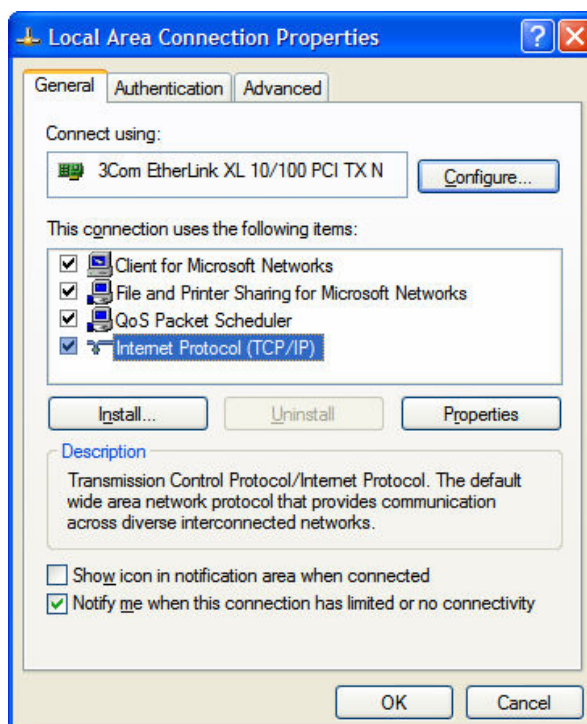 Local Area Connection Properties
General
Authentication
Advanced
Connect using:
3Com EtherLink XL 10/100 PCI TX N
Configure...
This connection uses the following items:
Client for Microsoft Networks
File and Printer Sharing for Microsoft Networks
QoS Packet Scheduler
Internet Protocol (TCP/IP)
Install...
Uninstall
Properties
Description
Transmission Control Protocol/Internet Protocol. The default
wide area network protocol that provides communication
across diverse interconnected networks.
Show icon in notification area when connected
Notify me when this connection has limited or no connectivity
OK
Cancel